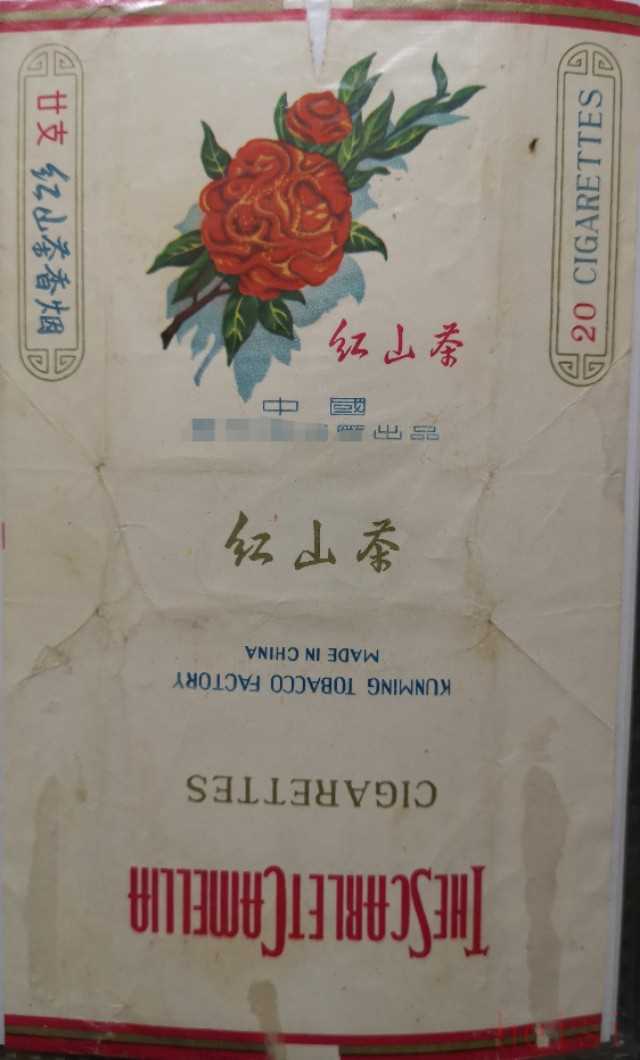 廿支 红山茶香烟
20 CIGARETTES
红山茶
中國
出品
红山茶
MADE IN CHINA
KUNMING TOBACCO FACTORY
CIGARETTES
THE SCARLET CAMELLIA